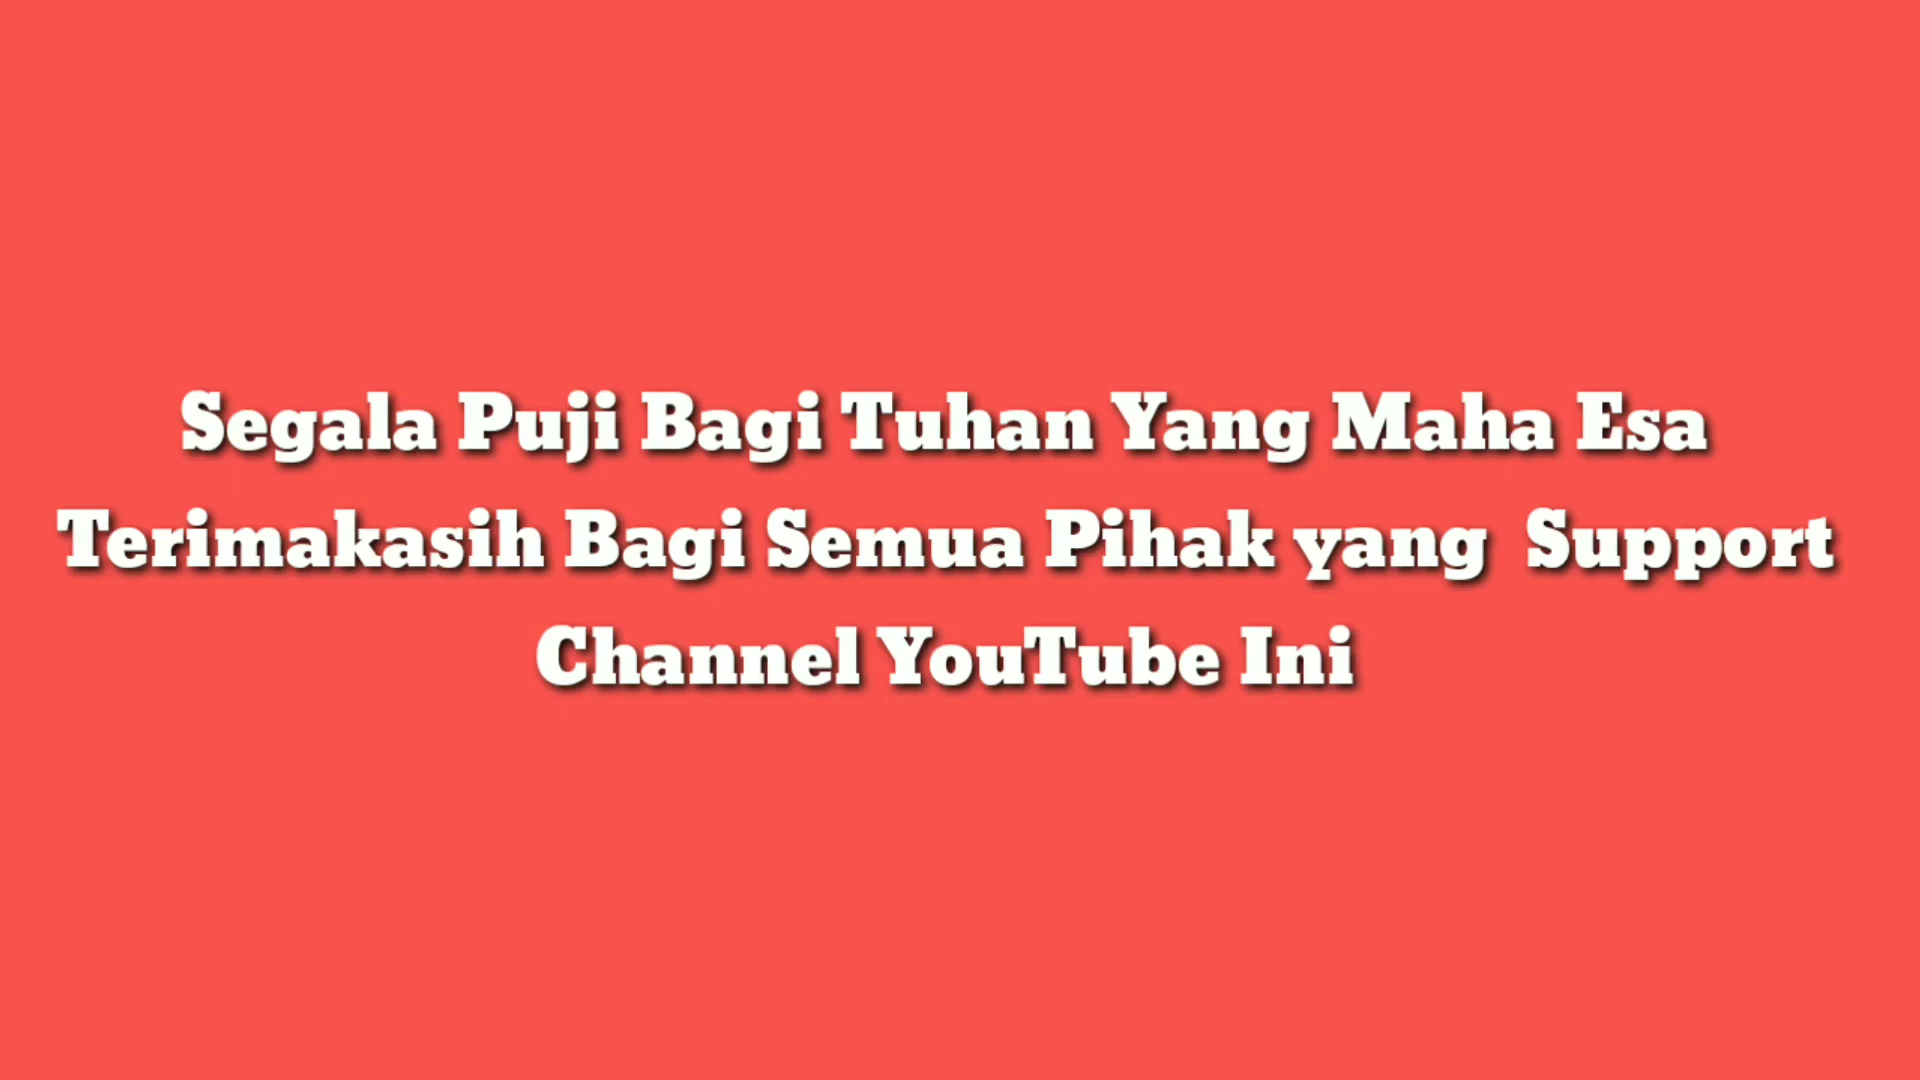 Segala Puji Bagi Tuhan Yang Maha Esa
Terimakasih Bagi Semua Pihak yang  Support
Channel YouTube Ini